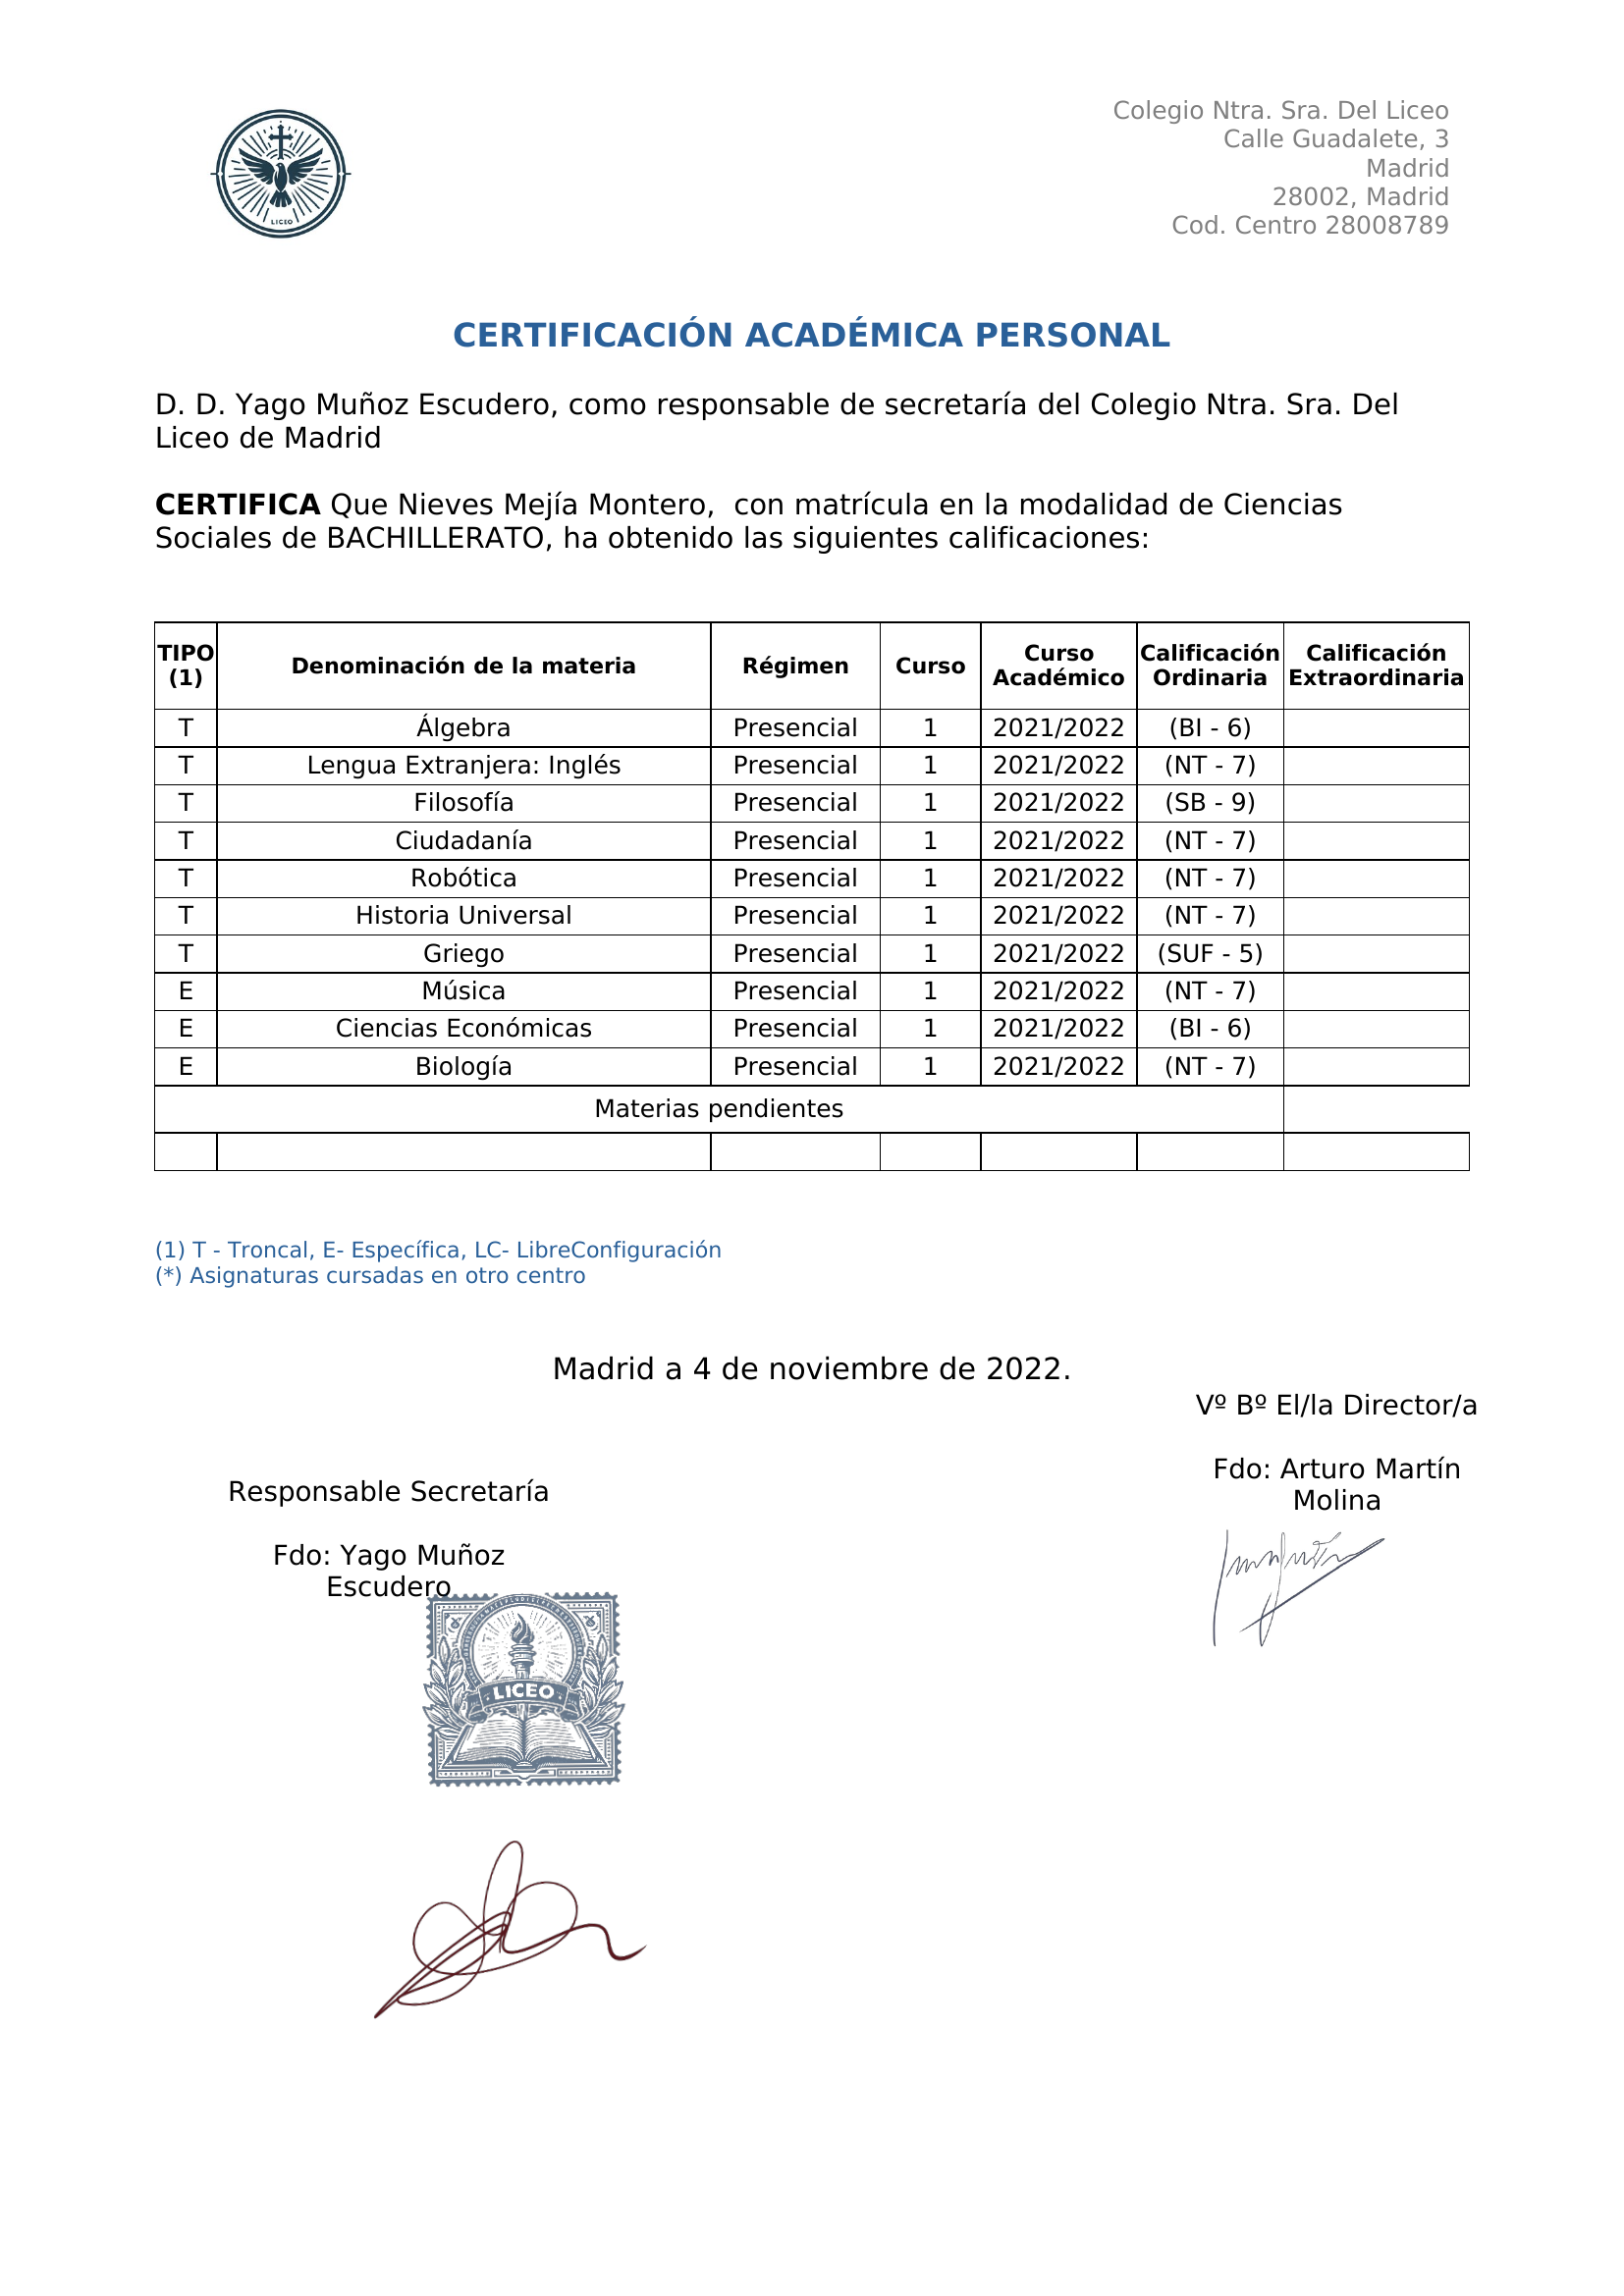 LICEO
Colegio Ntra. Sra. Del Liceo
Calle Guadalete, 3
Madrid
28002, Madrid
Cod. Centro 28008789
CERTIFICACIÓN ACADÉMICA PERSONAL
D. D. Yago Muñoz Escudero, como responsable de secretaría del Colegio Ntra. Sra. Del
Liceo de Madrid
CERTIFICA Que Nieves Mejía Montero,  con matrícula en la modalidad de Ciencias
Sociales de BACHILLERATO, ha obtenido las siguientes calificaciones:
TIPO (1) Denominación de la materia Régimen Curso Curso Académico Calificación Ordinaria Calificación Extraordinaria
T Álgebra Presencial 1 2021/2022 (BI - 6)
T Lengua Extranjera: Inglés Presencial 1 2021/2022 (NT - 7)
T Filosofía Presencial 1 2021/2022 (SB - 9)
T Ciudadanía Presencial 1 2021/2022 (NT - 7)
T Robótica Presencial 1 2021/2022 (NT - 7)
T Historia Universal Presencial 1 2021/2022 (NT - 7)
T Griego Presencial 1 2021/2022 (SUF - 5)
E Música Presencial 1 2021/2022 (NT - 7)
E Ciencias Económicas Presencial 1 2021/2022 (BI - 6)
E Biología Presencial 1 2021/2022 (NT - 7)
Materias pendientes
(1) T - Troncal, E- Específica, LC- LibreConfiguración
(*) Asignaturas cursadas en otro centro
Madrid a 4 de noviembre de 2022.
Vº Bº El/la Director/a
Fdo: Arturo Martín
Molina
Responsable Secretaría
Fdo: Yago Muñoz
Escudero
LICEO